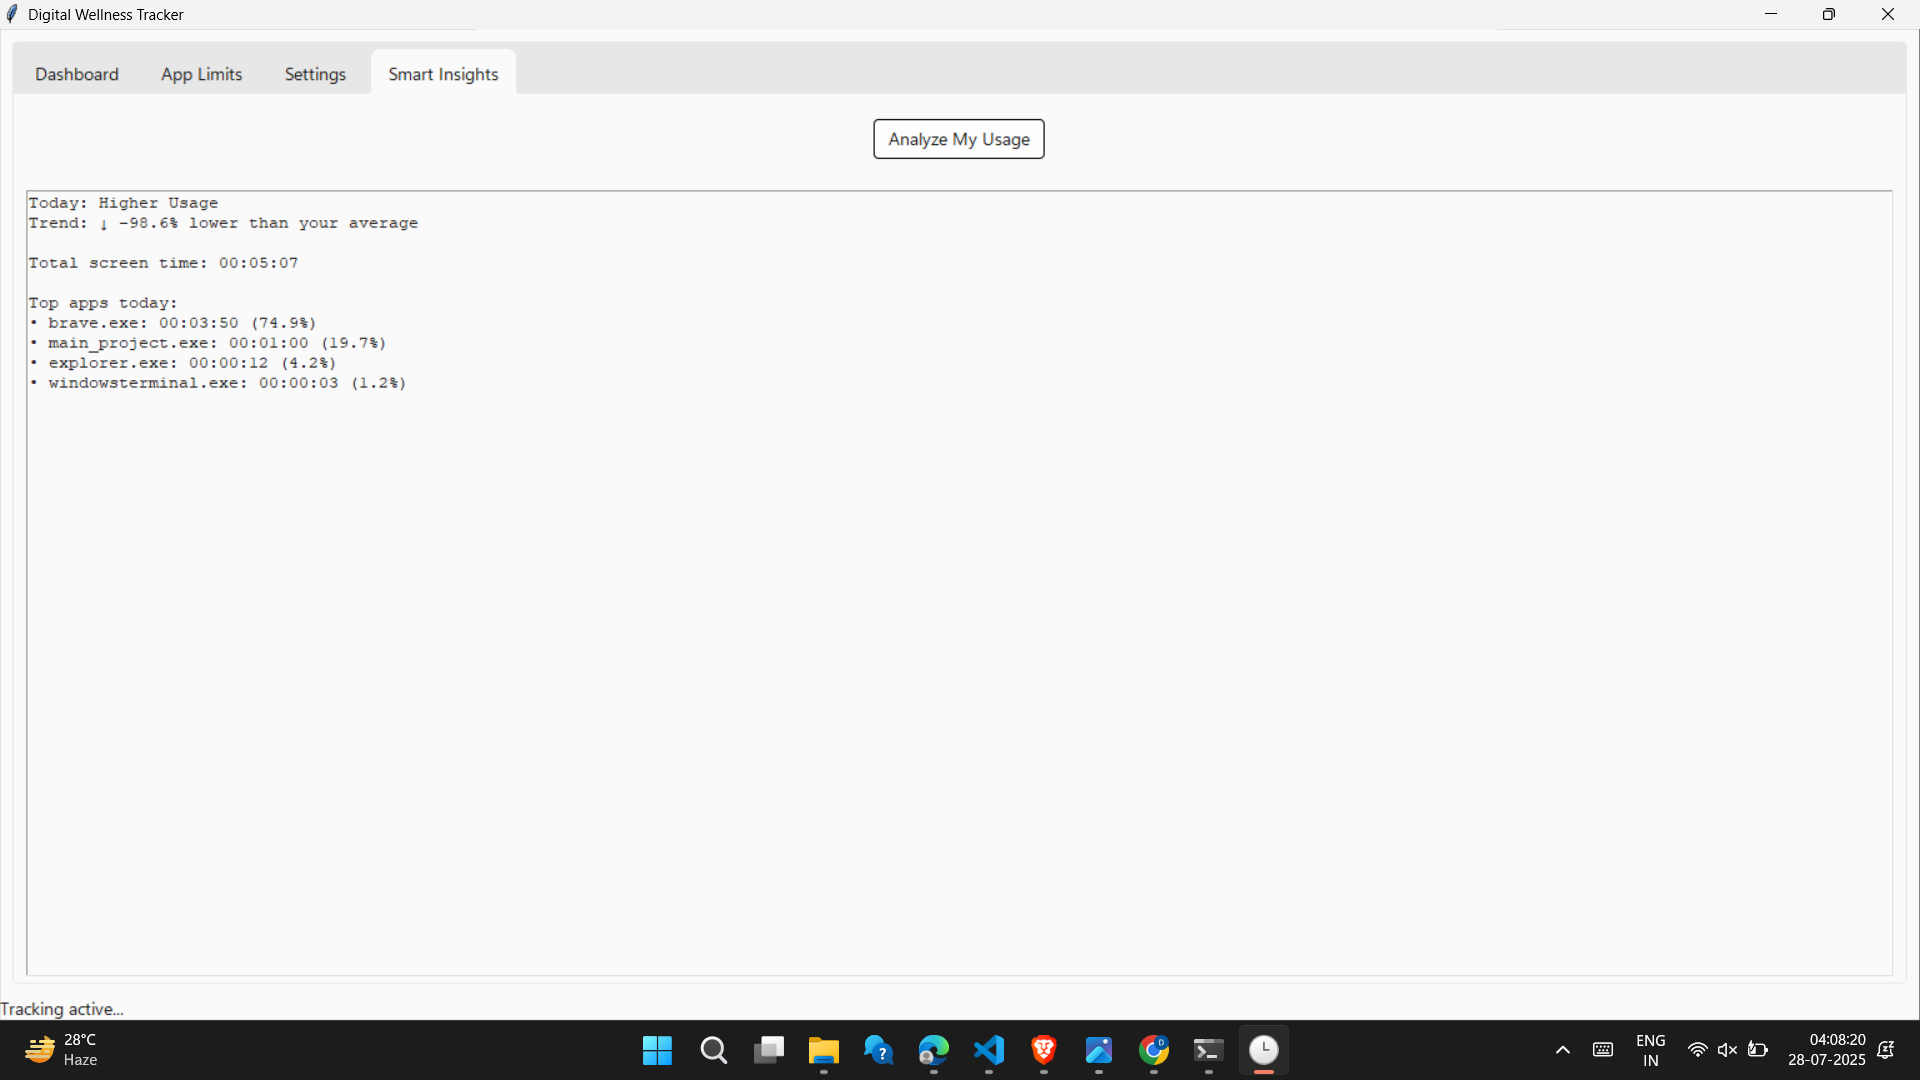 Digital Wellness Tracker
Dashboard App Limits Settings Smart Insights
Analyze My Usage
Today: Higher Usage
Trend: ↓ -98.6% lower than your average
Total screen time: 00:05:07
Top apps today:
• brave.exe: 00:03:50 (74.9%)
• main_project.exe: 00:01:00 (19.7%)
• explorer.exe: 00:00:12 (4.2%)
• windowsterminal.exe: 00:00:03 (1.2%)
Tracking active...
28°C
Haze
D
ENG
IN
04:08:20
28-07-2025